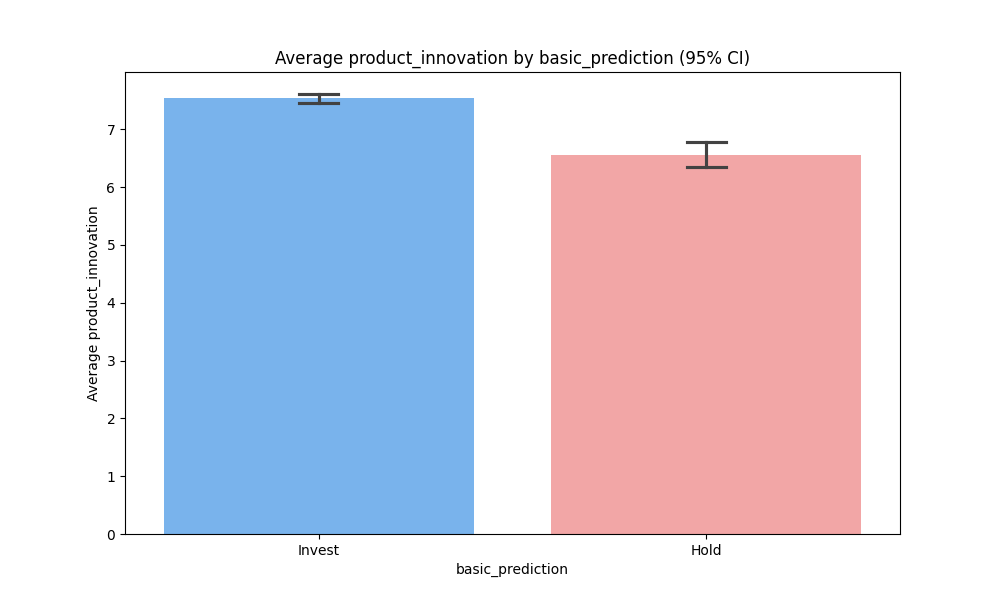 Average product_innovation by basic_prediction (95% CI)
Average product_innovation
7
6
5
4
3
2
1
0
Invest
Hold
basic_prediction